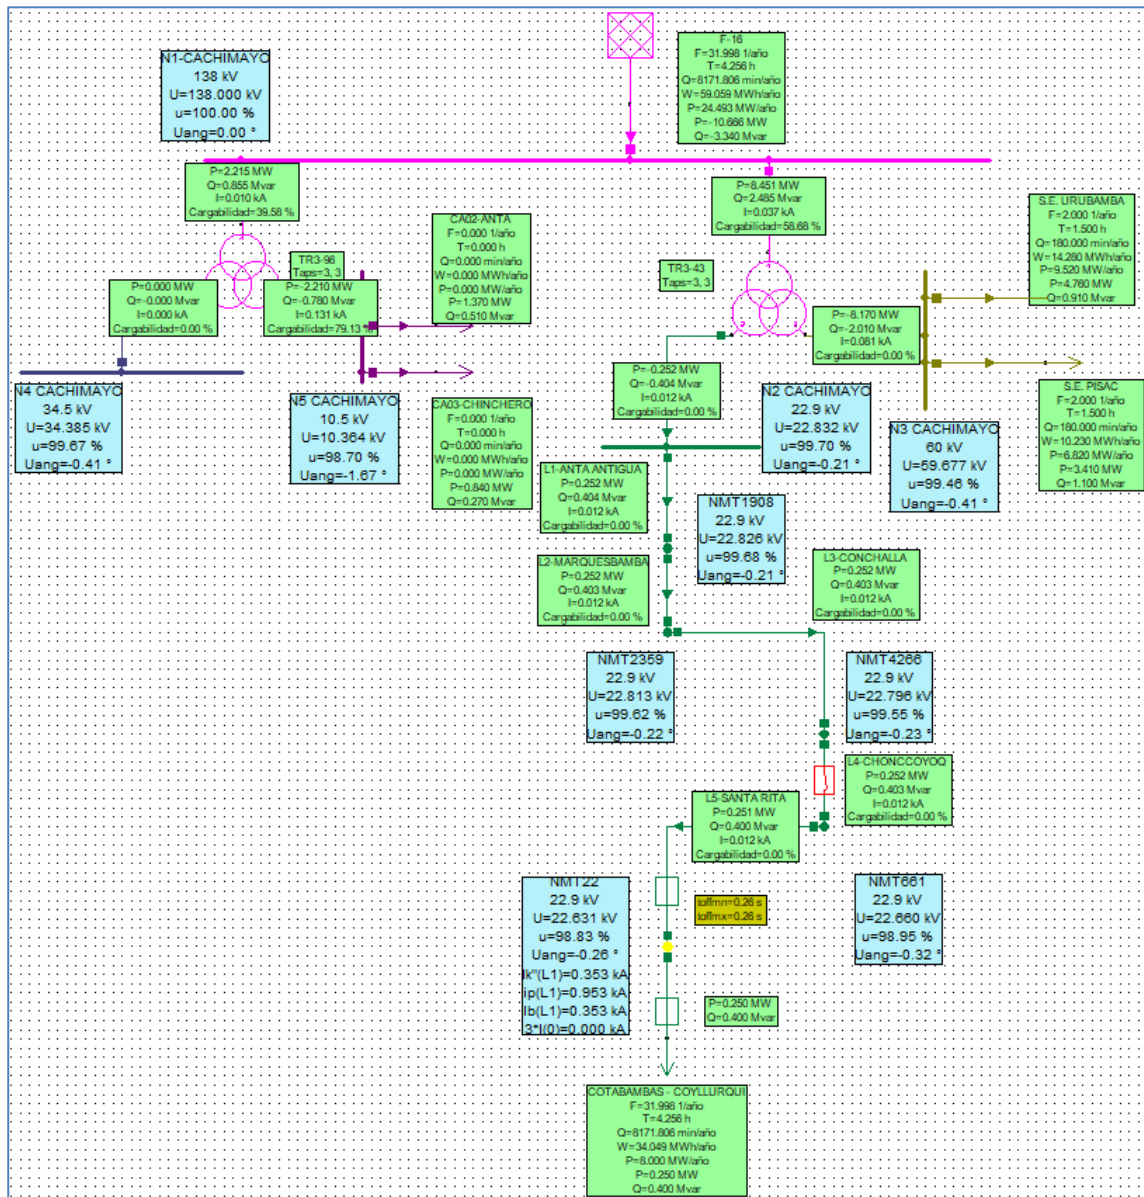 F-16
F=31.998 1/año
T=4.256 h
Q=8171.806 min/año
W=59.059 MWh/año
P=24.493 MW/año
P=-10.666 MW
Q=-3.340 Mvar
N1-CACHIMAYO
138 kV
U=138.000 kV
u=100.00 %
Uang=0.00 °
P=2.215 MW
Q=0.855 Mvar
I=0.010 kA
Cargabilidad=39.58 %
P=8.451 MW
Q=2.485 Mvar
I=0.037 kA
Cargabilidad=58.68 %
S.E. URUBAMBA
F=2.000 1/año
T=1.500 h
Q=180.000 min/año
W=14.280 MWh/año
P=9.520 MW/año
P=4.760 MW
Q=0.910 Mvar
CA02-ANTA
F=0.000 1/año
T=0.000 h
Q=0.000 min/año
W=0.000 MWh/año
P=0.000 MW/año
P=1.370 MW
Q=0.510 Mvar
TR3-96
Taps=3, 3
TR3-43
Taps=3, 3
P=0.000 MW
Q=-0.000 Mvar
I=0.000 kA
Cargabilidad=0.00 %
P=-2.210 MW
Q=-0.780 Mvar
I=0.131 kA
Cargabilidad=79.13 %
P=-8.170 MW
Q=-2.010 Mvar
I=0.081 kA
Cargabilidad=0.00 %
P=-0.252 MW
Q=-0.404 Mvar
I=0.012 kA
Cargabilidad=0.00 %
N4 CACHIMAYO
34.5 kV
U=34.385 kV
u=99.67 %
Uang=-0.41 °
N5 CACHIMAYO
10.5 kV
U=10.364 kV
u=98.70 %
Uang=-1.67 °
CA03-CHINCHERO
F=0.000 1/año
T=0.000 h
Q=0.000 min/año
W=0.000 MWh/año
P=0.000 MW/año
P=0.840 MW
Q=0.270 Mvar
N2 CACHIMAYO
22.9 kV
U=22.832 kV
u=99.70 %
Uang=-0.21 °
N3 CACHIMAYO
60 kV
U=59.677 kV
u=99.46 %
Uang=-0.41 °
S.E. PISAC
F=2.000 1/año
T=1.500 h
Q=180.000 min/año
W=10.230 MWh/año
P=6.820 MW/año
P=3.410 MW
Q=1.100 Mvar
L1-ANTA ANTIGUA
P=0.252 MW
Q=0.404 Mvar
I=0.012 kA
Cargabilidad=0.00 %
NMT1908
22.9 kV
U=22.826 kV
u=99.68 %
Uang=-0.21 °
L2-MARQUESBAMBA
P=0.252 MW
Q=0.403 Mvar
I=0.012 kA
Cargabilidad=0.00 %
L3-CONCHALLA
P=0.252 MW
Q=0.403 Mvar
I=0.012 kA
Cargabilidad=0.00 %
NMT2359
22.9 kV
U=22.813 kV
u=99.62 %
Uang=-0.22 °
NMT4266
22.9 kV
U=22.796 kV
u=99.55 %
Uang=-0.23 °
L4-CHONCCOYOQ
P=0.252 MW
Q=0.403 Mvar
I=0.012 kA
Cargabilidad=0.00 %
L5-SANTA RITA
P=0.251 MW
Q=0.400 Mvar
I=0.012 kA
Cargabilidad=0.00 %
NMT22
22.9 kV
U=22.631 kV
u=98.83 %
Uang=-0.26 °
Ik"(L1)=0.353 kA
ip(L1)=0.953 kA
Ib(L1)=0.353 kA
3*I(0)=0.000 kA
toffmn=0.26 s
toffmx=0.26 s
NMT661
22.9 kV
U=22.660 kV
u=98.95 %
Uang=-0.32 °
P=0.250 MW
Q=0.400 Mvar
COTABAMBAS - COYLLURQUI
F=31.998 1/año
T=4.256 h
Q=8171.806 min/año
W=34.049 MWh/año
P=8.000 MW/año
P=0.250 MW
Q=0.400 Mvar